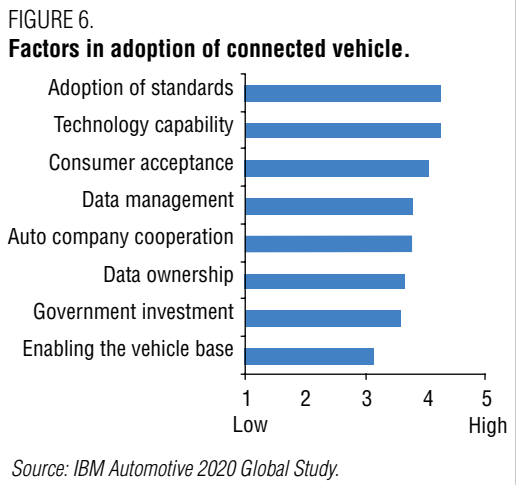 FIGURE 6.
Factors in adoption of connected vehicle.
Adoption of standards
Technology capability
Consumer acceptance
Data management
Auto company cooperation
Data ownership
Government investment
Enabling the vehicle base
1 2 3 4 5
Low High
Source: IBM Automotive 2020 Global Study.